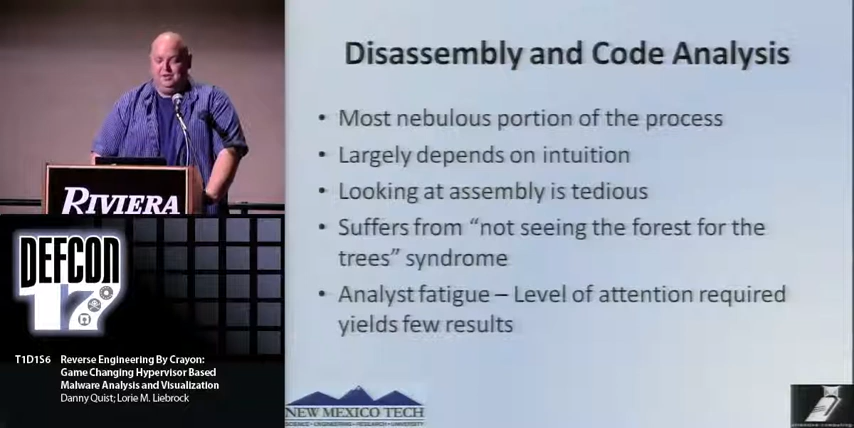 Disassembly and Code Analysis
• Most nebulous portion of the process
• Largely depends on intuition
• Looking at assembly is tedious
• Suffers from “not seeing the forest for the
trees” syndrome
• Analyst fatigue – Level of attention required
yields few results
RIVIERA
DEFCON
17
T1D1S6 Reverse Engineering By Crayon:
Game Changing Hypervisor Based
Malware Analysis and Visualization
Danny Quist; Lorie M. Liebrock
NEW MEXICO TECH
SCIENCE • ENGINEERING • RESEARCH • UNIVERSITY